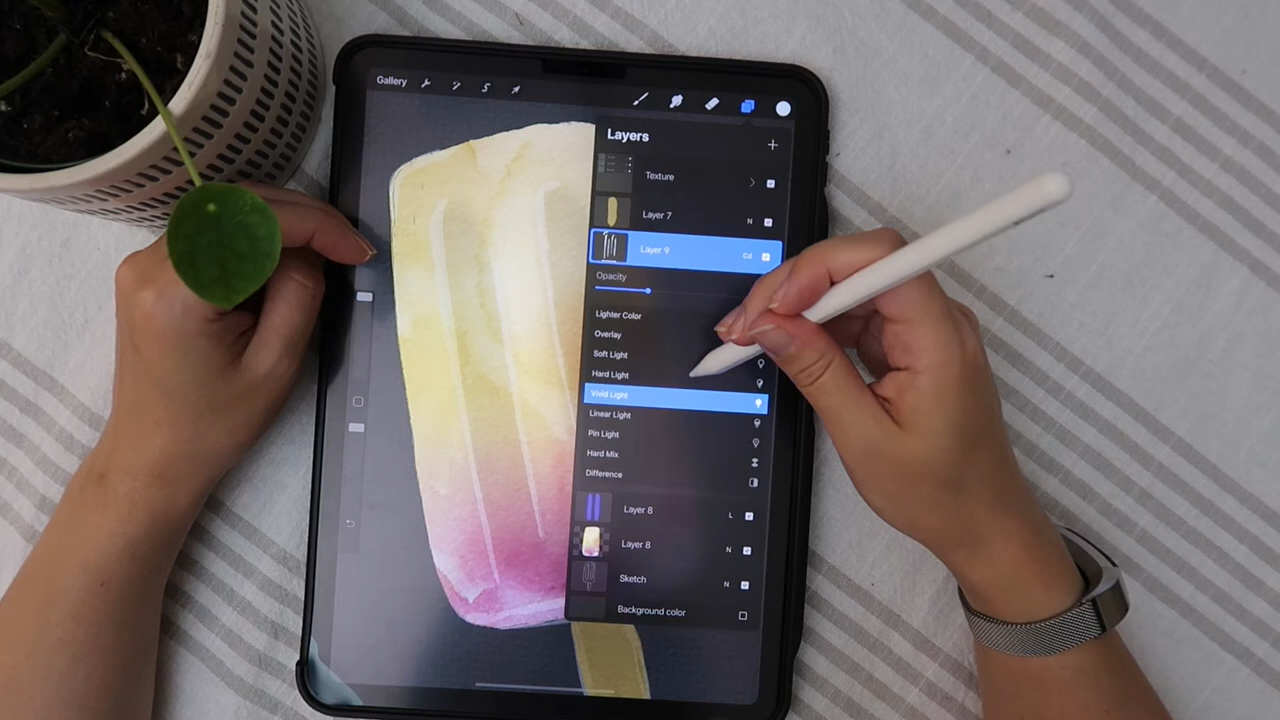 Gallery
Layers
Texture
Layer 7 N
Layer 9 Cd
Opacity
Lighter Color
Overlay
Soft Light
Hard Light
Vivid Light
Linear Light
Pin Light
Hard Mix
Difference
Layer 8 L
Layer 8 N
Sketch N
Background color